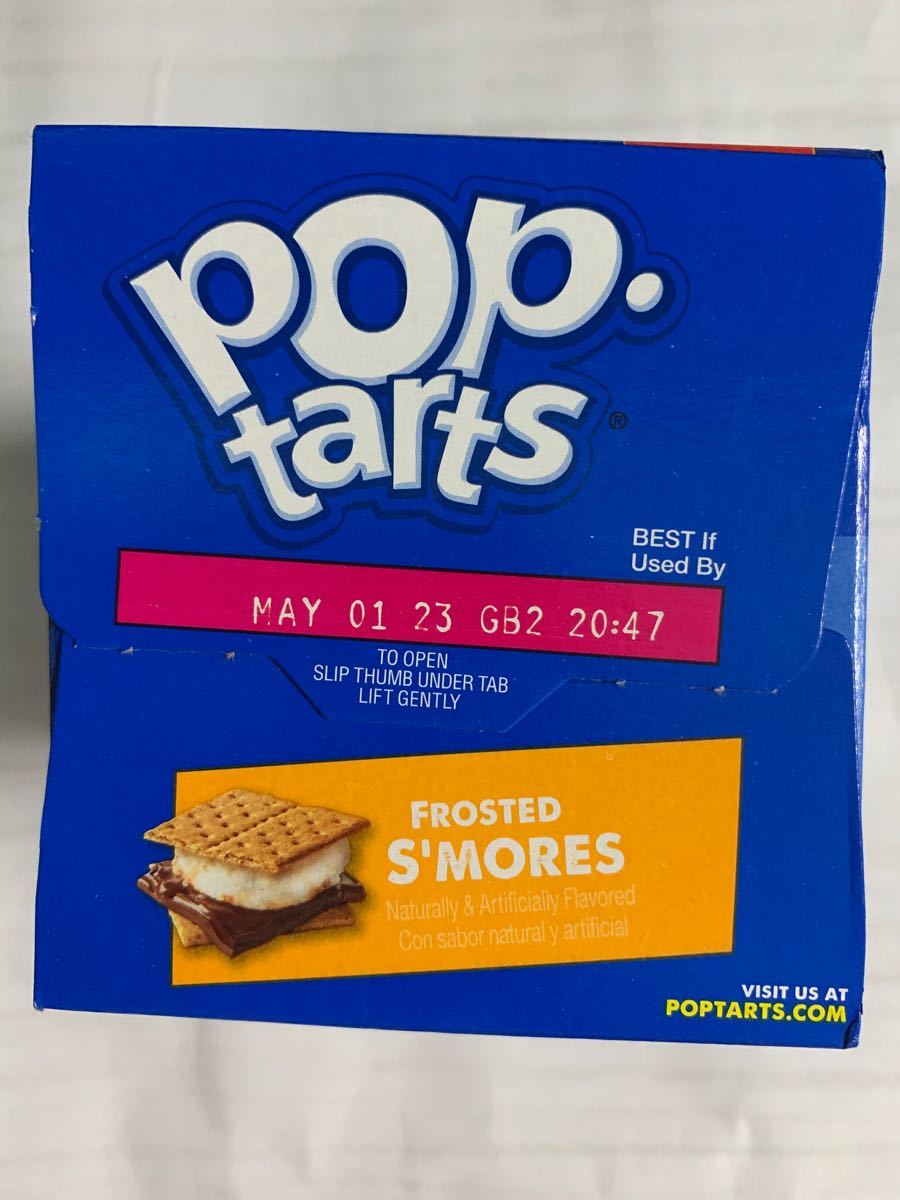 pop.
tarts®
BEST If
Used By
MAY 01 23 GB2 20:47
TO OPEN
SLIP THUMB UNDER TAB
LIFT GENTLY
FROSTED
S'MORES
Naturally & Artificially Flavored
Con sabor natural y artificial
VISIT US AT
POPTARTS.COM